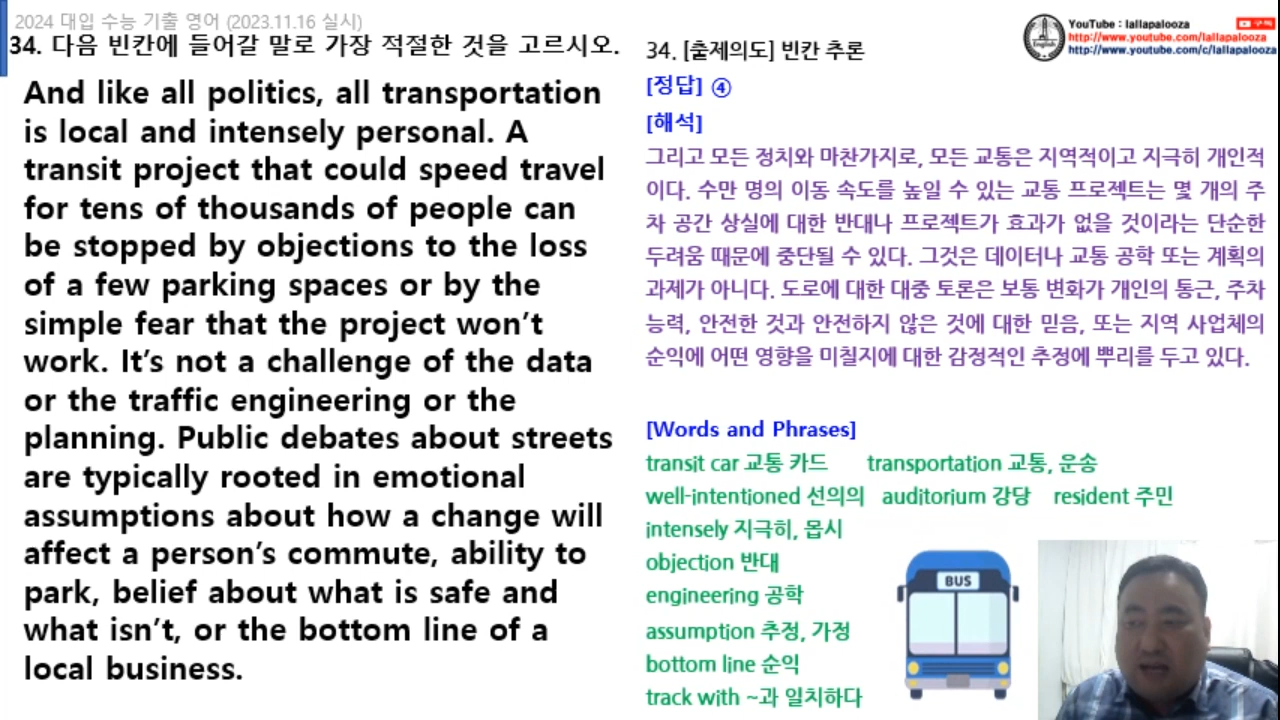 2024 대입 수능 기출 영어 (2023.11.16 실시)
34. 다음 빈칸에 들어갈 말로 가장 적절한 것을 고르시오.
And like all politics, all transportation
is local and intensely personal. A
transit project that could speed travel
for tens of thousands of people can
be stopped by objections to the loss
of a few parking spaces or by the
simple fear that the project won't
work. It's not a challenge of the data
or the traffic engineering or the
planning. Public debates about streets
are typically rooted in emotional
assumptions about how a change will
affect a person's commute, ability to
park, belief about what is safe and
what isn't, or the bottom line of a
local business.
34. [출제의도] 빈칸 추론
[정답] ④
[해석]
그리고 모든 정치와 마찬가지로, 모든 교통은 지역적이고 지극히 개인적
이다. 수만 명의 이동 속도를 높일 수 있는 교통 프로젝트는 몇 개의 주
차 공간 상실에 대한 반대나 프로젝트가 효과가 없을 것이라는 단순한
두려움 때문에 중단될 수 있다. 그것은 데이터나 교통 공학 또는 계획의
과제가 아니다. 도로에 대한 대중 토론은 보통 변화가 개인의 통근, 주차
능력, 안전한 것과 안전하지 않은 것에 대한 믿음, 또는 지역 사업체의
순익에 어떤 영향을 미칠지에 대한 감정적인 추정에 뿌리를 두고 있다.
[Words and Phrases]
transit car 교통 카드 transportation 교통, 운송
well-intentioned 선의의 auditorium 강당 resident 주민
intensely 지극히, 몹시
objection 반대
engineering 공학
assumption 추정, 가정
bottom line 순익
track with ~과 일치하다
BUS
English
YouTube : lallapalooza
구독
http://www.youtube.com/lallapalooza
http://www.youtube.com/c/lallapalooza